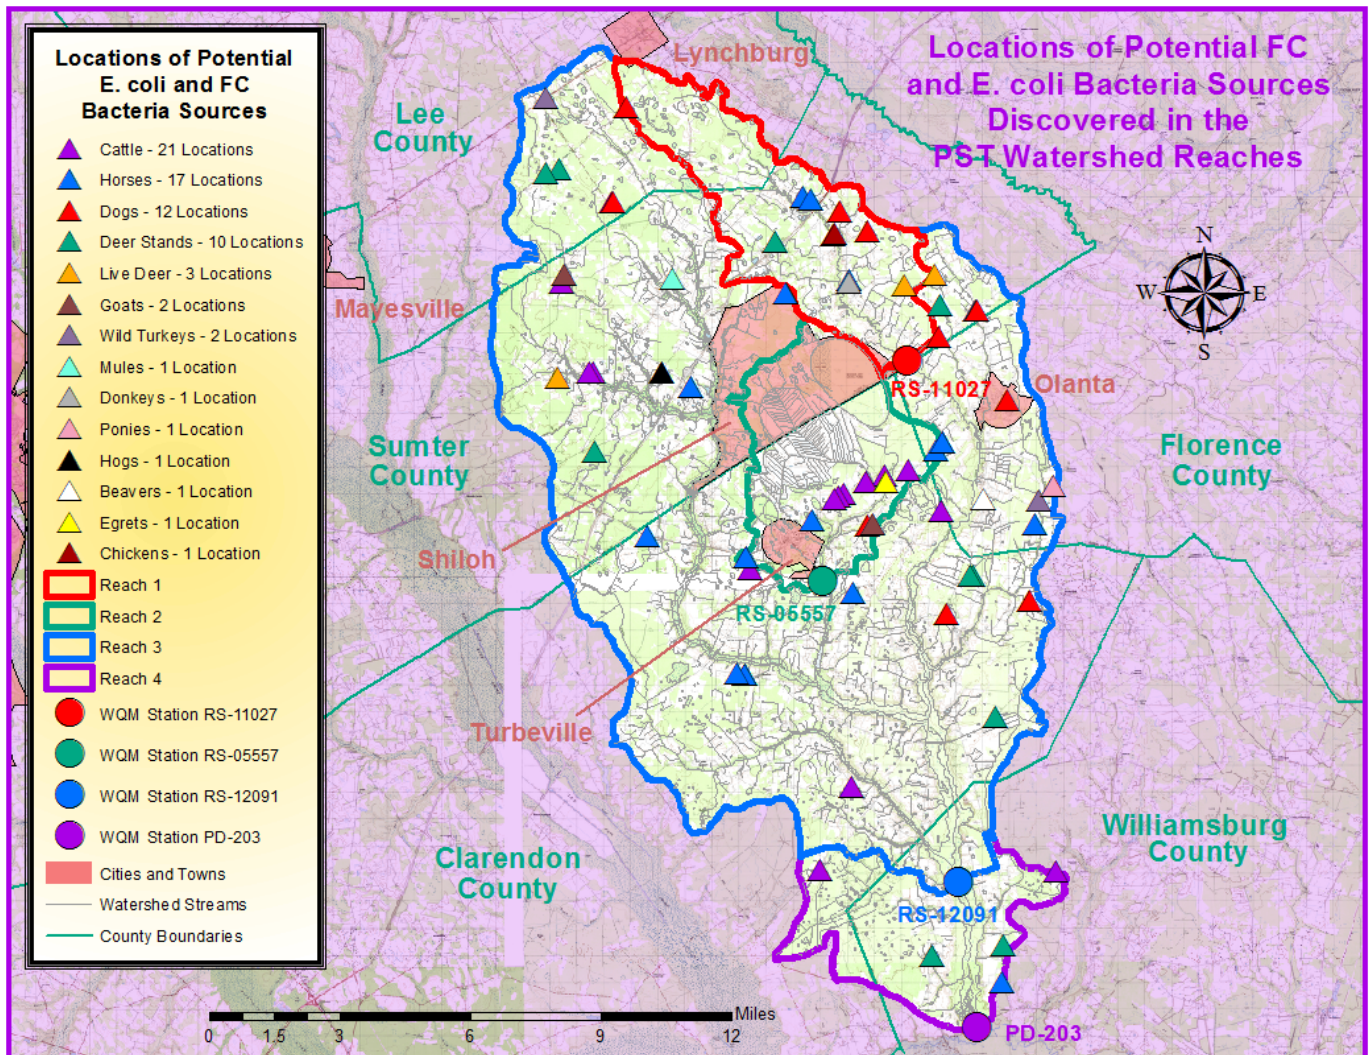 Locations of Potential
E. coli and FC
Bacteria Sources
Cattle - 21 Locations
Horses - 17 Locations
Dogs - 12 Locations
Deer Stands - 10 Locations
Live Deer - 3 Locations
Goats - 2 Locations
Wild Turkeys - 2 Locations
Mules - 1 Location
Donkeys - 1 Location
Ponies - 1 Location
Hogs - 1 Location
Beavers - 1 Location
Egrets - 1 Location
Chickens - 1 Location
Reach 1
Reach 2
Reach 3
Reach 4
WQM Station RS-11027
WQM Station RS-05557
WQM Station RS-12091
WQM Station PD-203
Cities and Towns
Watershed Streams
County Boundaries
Locations of Potential FC
and E. coli Bacteria Sources
Discovered in the
PST Watershed Reaches
Lynchburg
Lee
County
N
W
E
S
Mayesville
RS-11027
Olanta
Sumter
County
Florence
County
Shiloh
RS-05557
Turbeville
Williamsburg
County
Clarendon
County
RS-12091
PD-203
Miles
0
1.5
3
6
9
12